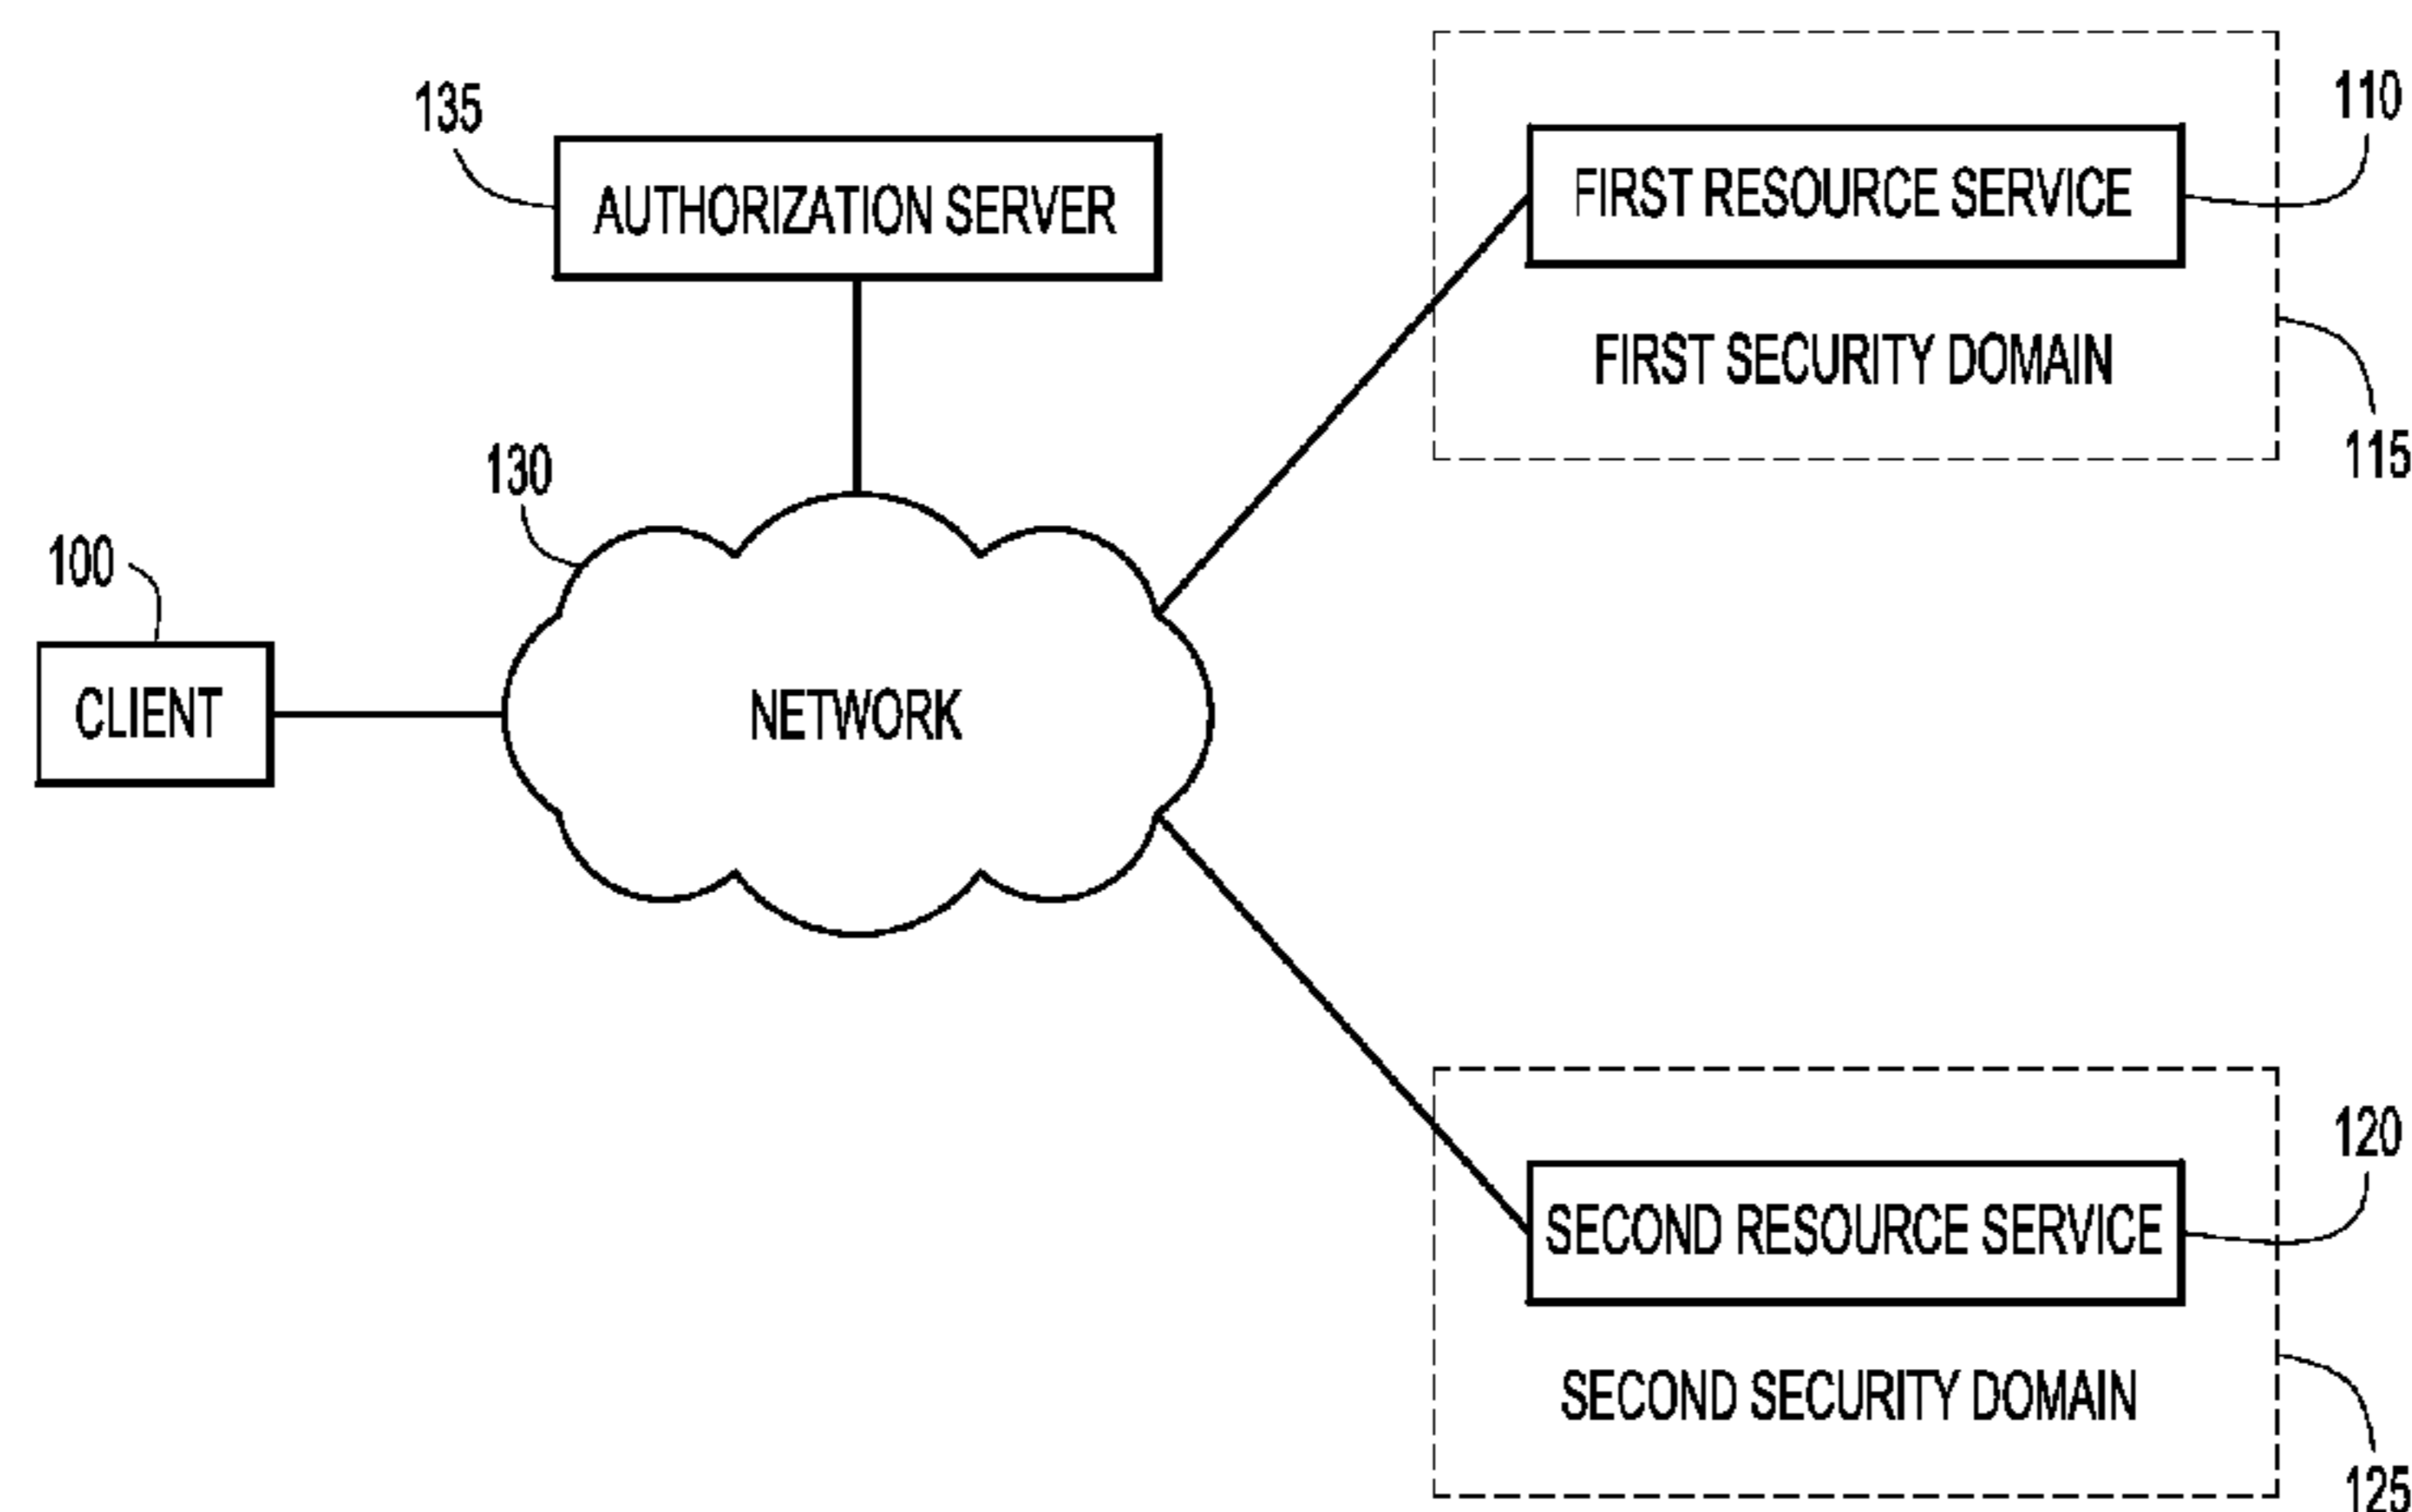 135
AUTHORIZATION SERVER
110
FIRST RESOURCE SERVICE
FIRST SECURITY DOMAIN
115
130
100
CLIENT
NETWORK
120
SECOND RESOURCE SERVICE
SECOND SECURITY DOMAIN
125